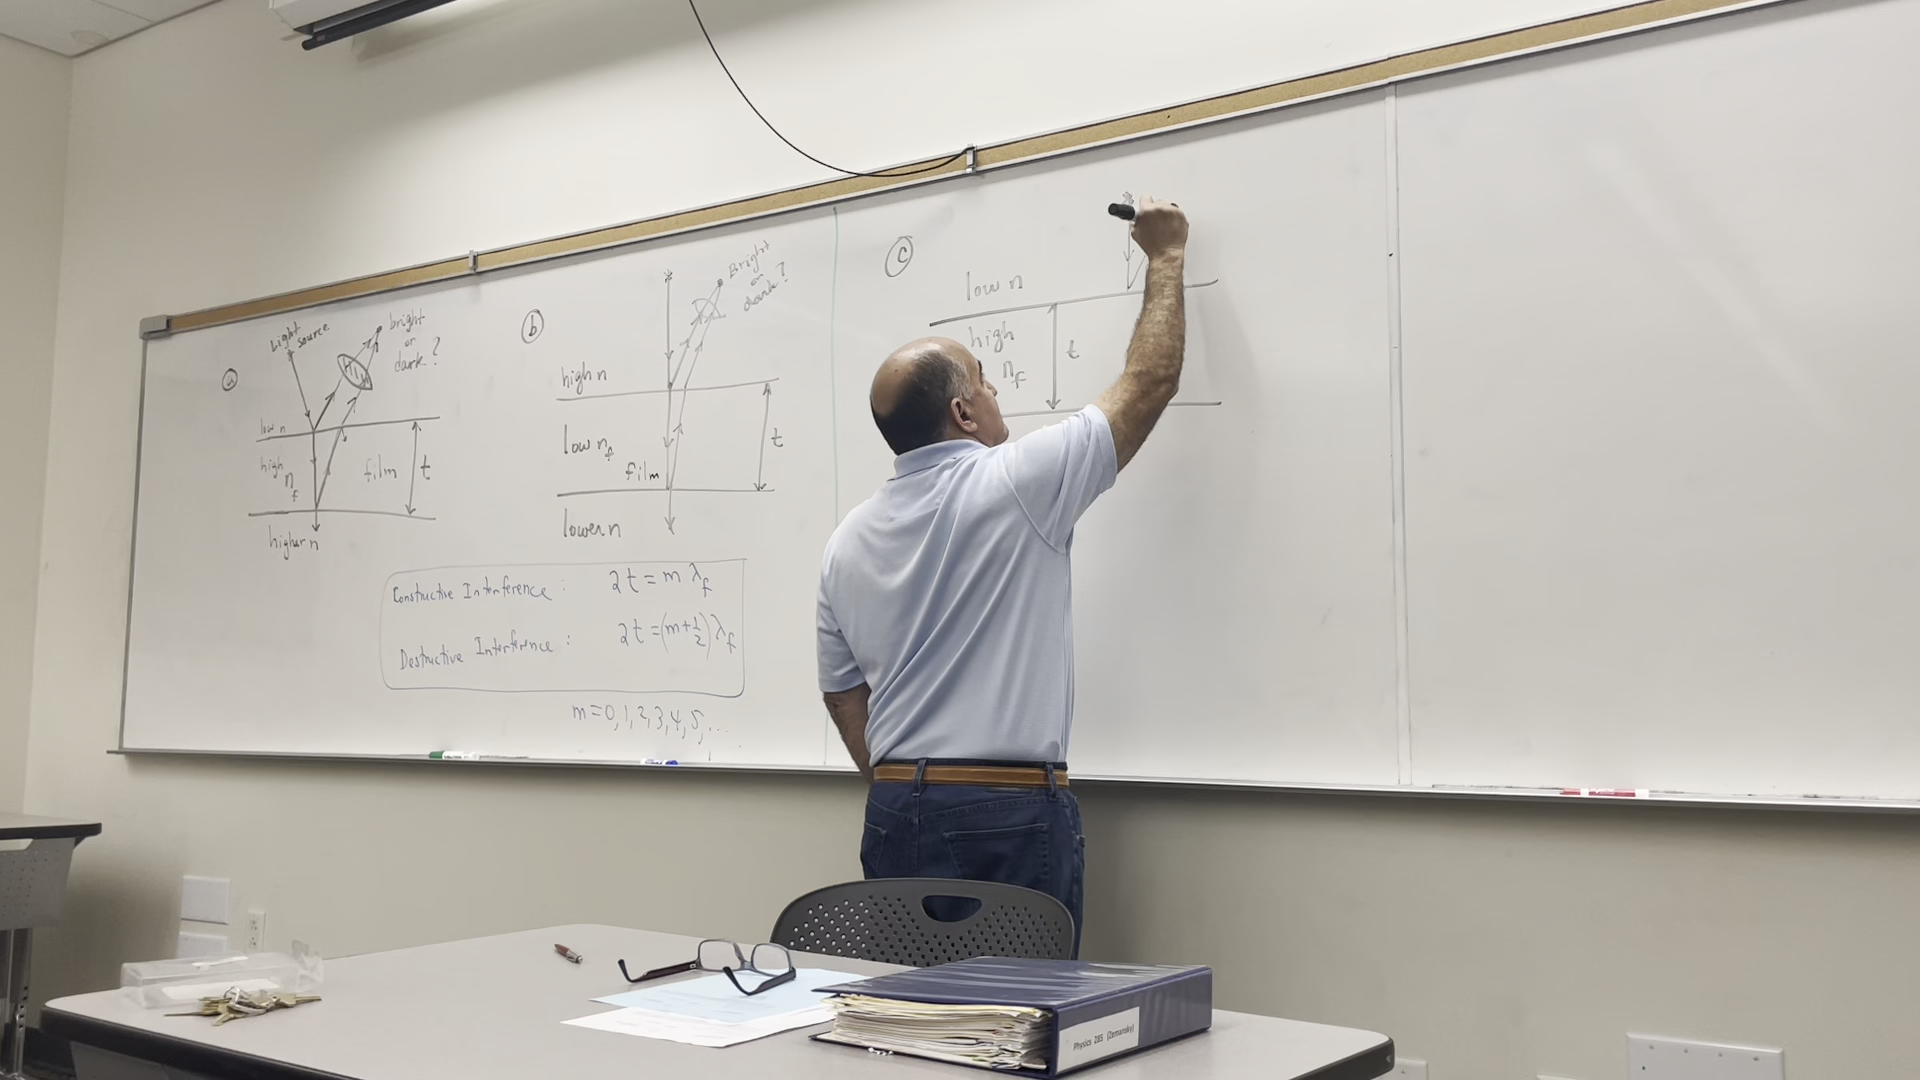 a
Light
source
bright
or
dark?
low n
high
n_f
film
t
higher n
b
Bright
or
dark?
high n
low n_f
film
t
lower n
Constructive Interference: 2t = m λ_f
Destructive Interference: 2t = (m + 1/2) λ_f
m = 0, 1, 2, 3, 4, 5, ...
c
low n
high
n_f
t
Physics 285 (Zemansky)